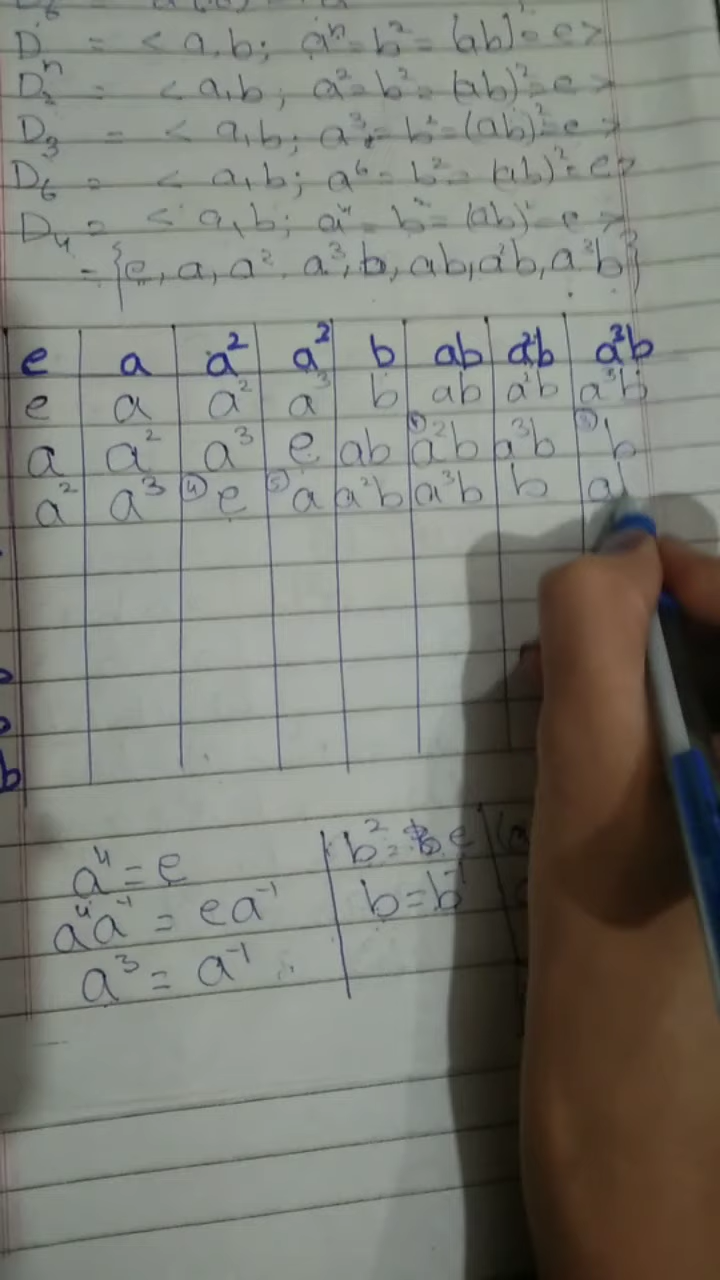 D = < a, b; aⁿ = b² = (ab)² = e >
n
D₂ = < a, b; a² = b² = (ab)² = e >
D₃ = < a, b; a³ = b² = (ab)² = e >
D₆ = < a, b; a⁶ = b² = (ab)² = e >
D₄ = < a, b; a⁴ = b² = (ab)² = e >
= {e, a, a², a³, b, ab, a²b, a³b}
e a a² a² b ab a²b a³b
e a a² a³ b ab a²b a³b
a a² a³ e ab a²b a³b b
a² a³ ④ e ⑤ a a²b a³b b ab
b
a⁴ = e b² = e
a⁴a⁻¹ = ea⁻¹ b = b⁻¹
a³ = a⁻¹